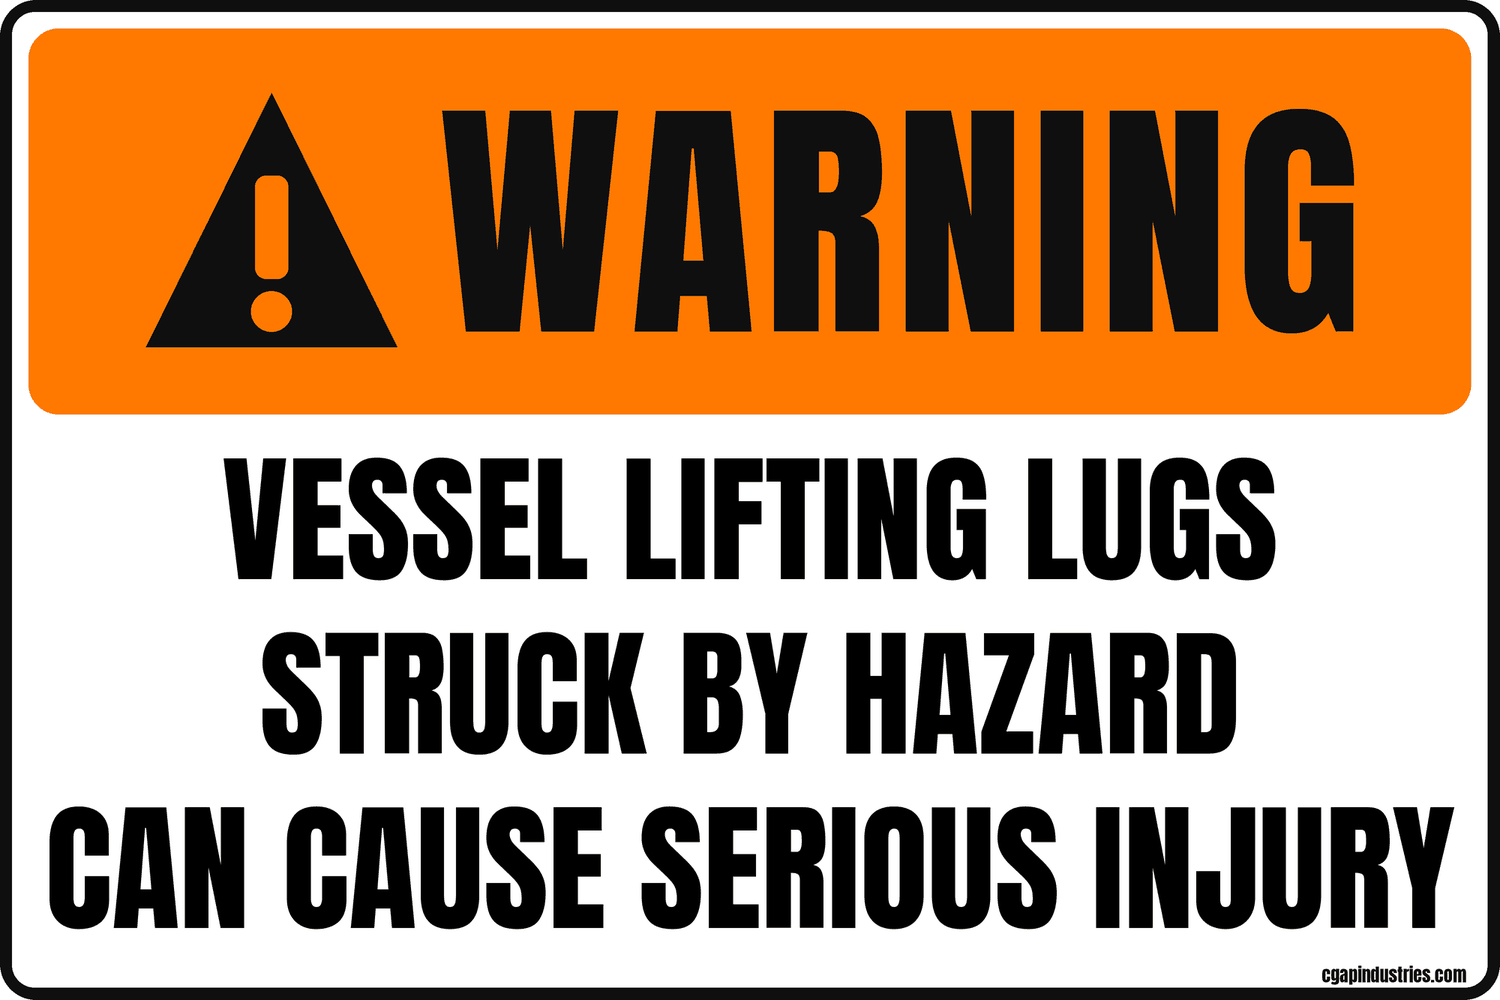 WARNING
VESSEL LIFTING LUGS
STRUCK BY HAZARD
CAN CAUSE SERIOUS INJURY
cgapindustries.com